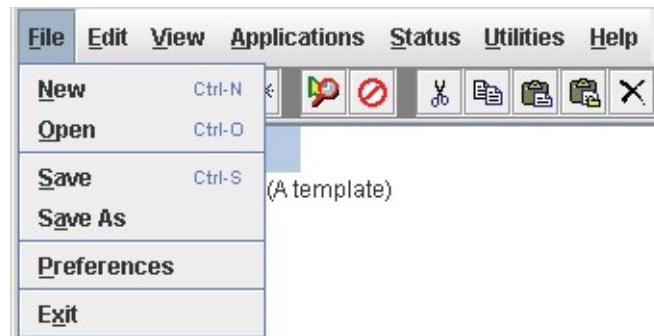 File Edit View Applications Status Utilities Help
New Ctrl-N
Open Ctrl-O
Save Ctrl-S
(A template)
Save As
Preferences
Exit